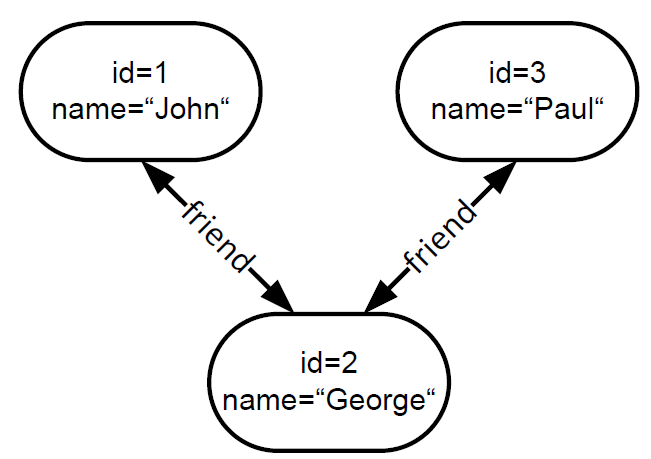 id=1
name=“John“
id=3
name=“Paul“
friend
friend
id=2
name=“George“